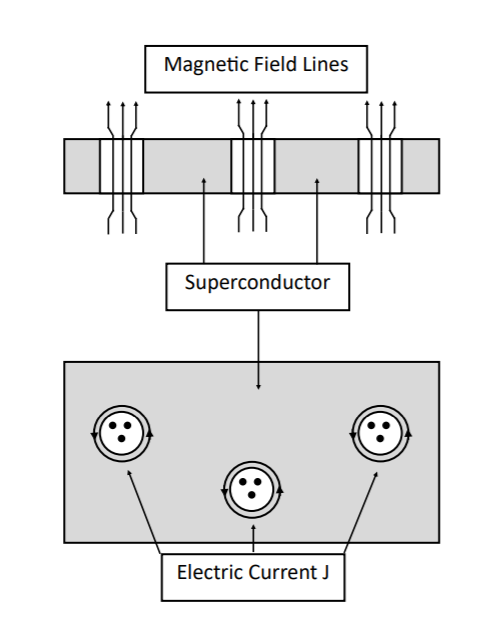 Magnetic Field Lines
Superconductor
Electric Current J